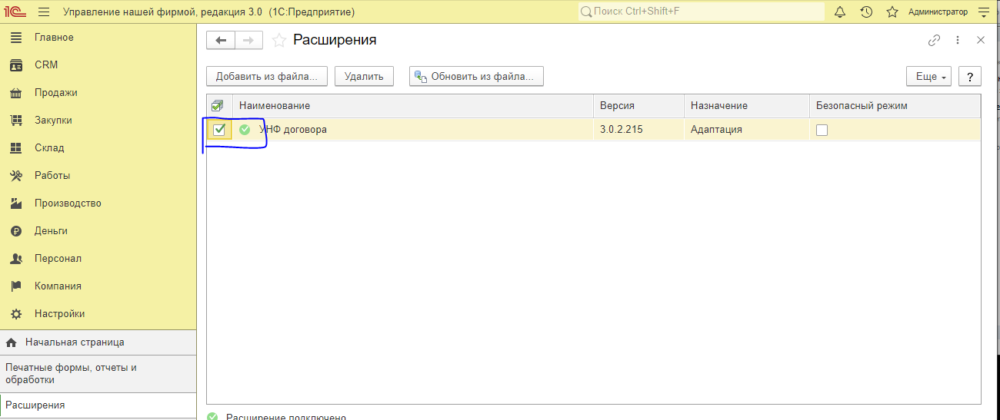 1С Управление нашей фирмой, редакция 3.0 (1С:Предприятие) Поиск Ctrl+Shift+F Администратор
Главное
CRM
Продажи
Закупки
Склад
Работы
Производство
Деньги
Персонал
Компания
Настройки
Начальная страница
Печатные формы, отчеты и
обработки
Расширения
Расширения
Добавить из файла... Удалить Обновить из файла... Еще ?
Наименование Версия Назначение Безопасный режим
УНФ договора 3.0.2.215 Адаптация
Расширение подключено